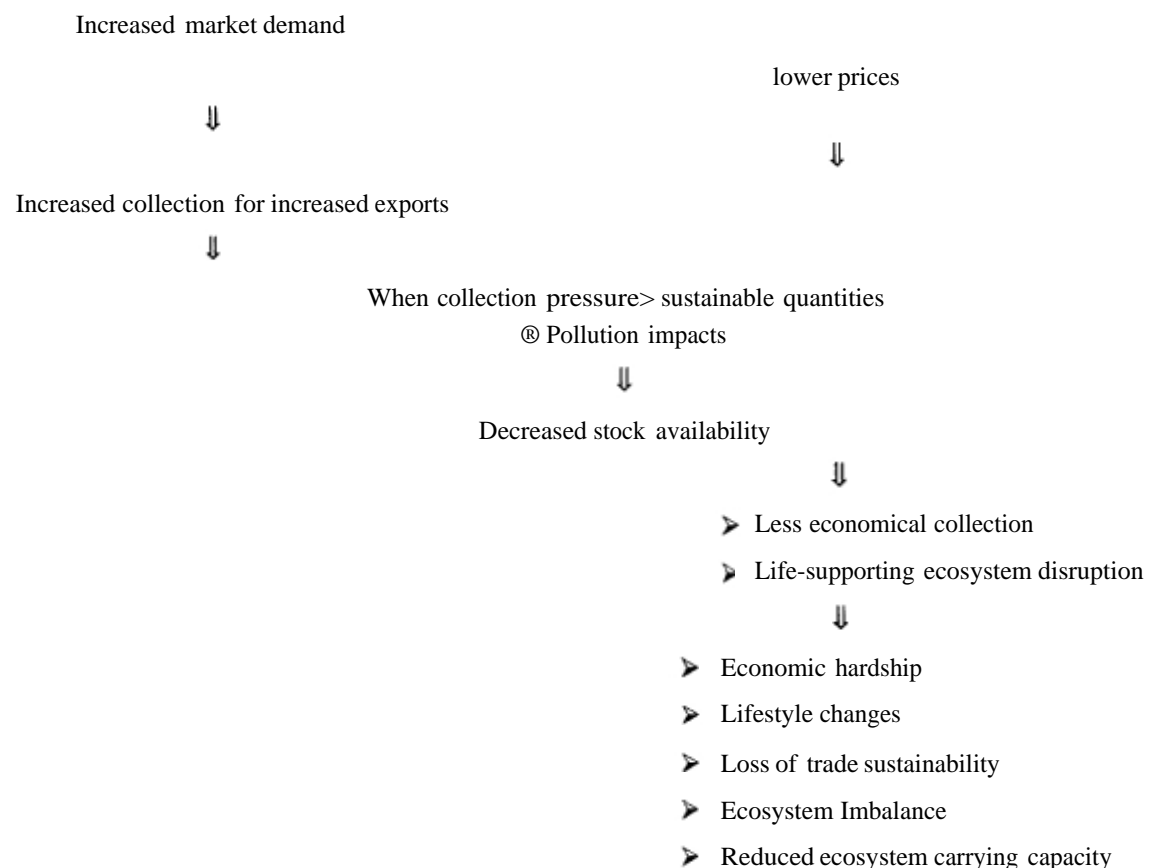 Increased market demand
lower prices
⇓
⇓
Increased collection for increased exports
⇓
When collection pressure> sustainable quantities
® Pollution impacts
⇓
Decreased stock availability
⇓
➢ Less economical collection
➢ Life-supporting ecosystem disruption
⇓
➢ Economic hardship
➢ Lifestyle changes
➢ Loss of trade sustainability
➢ Ecosystem Imbalance
➢ Reduced ecosystem carrying capacity